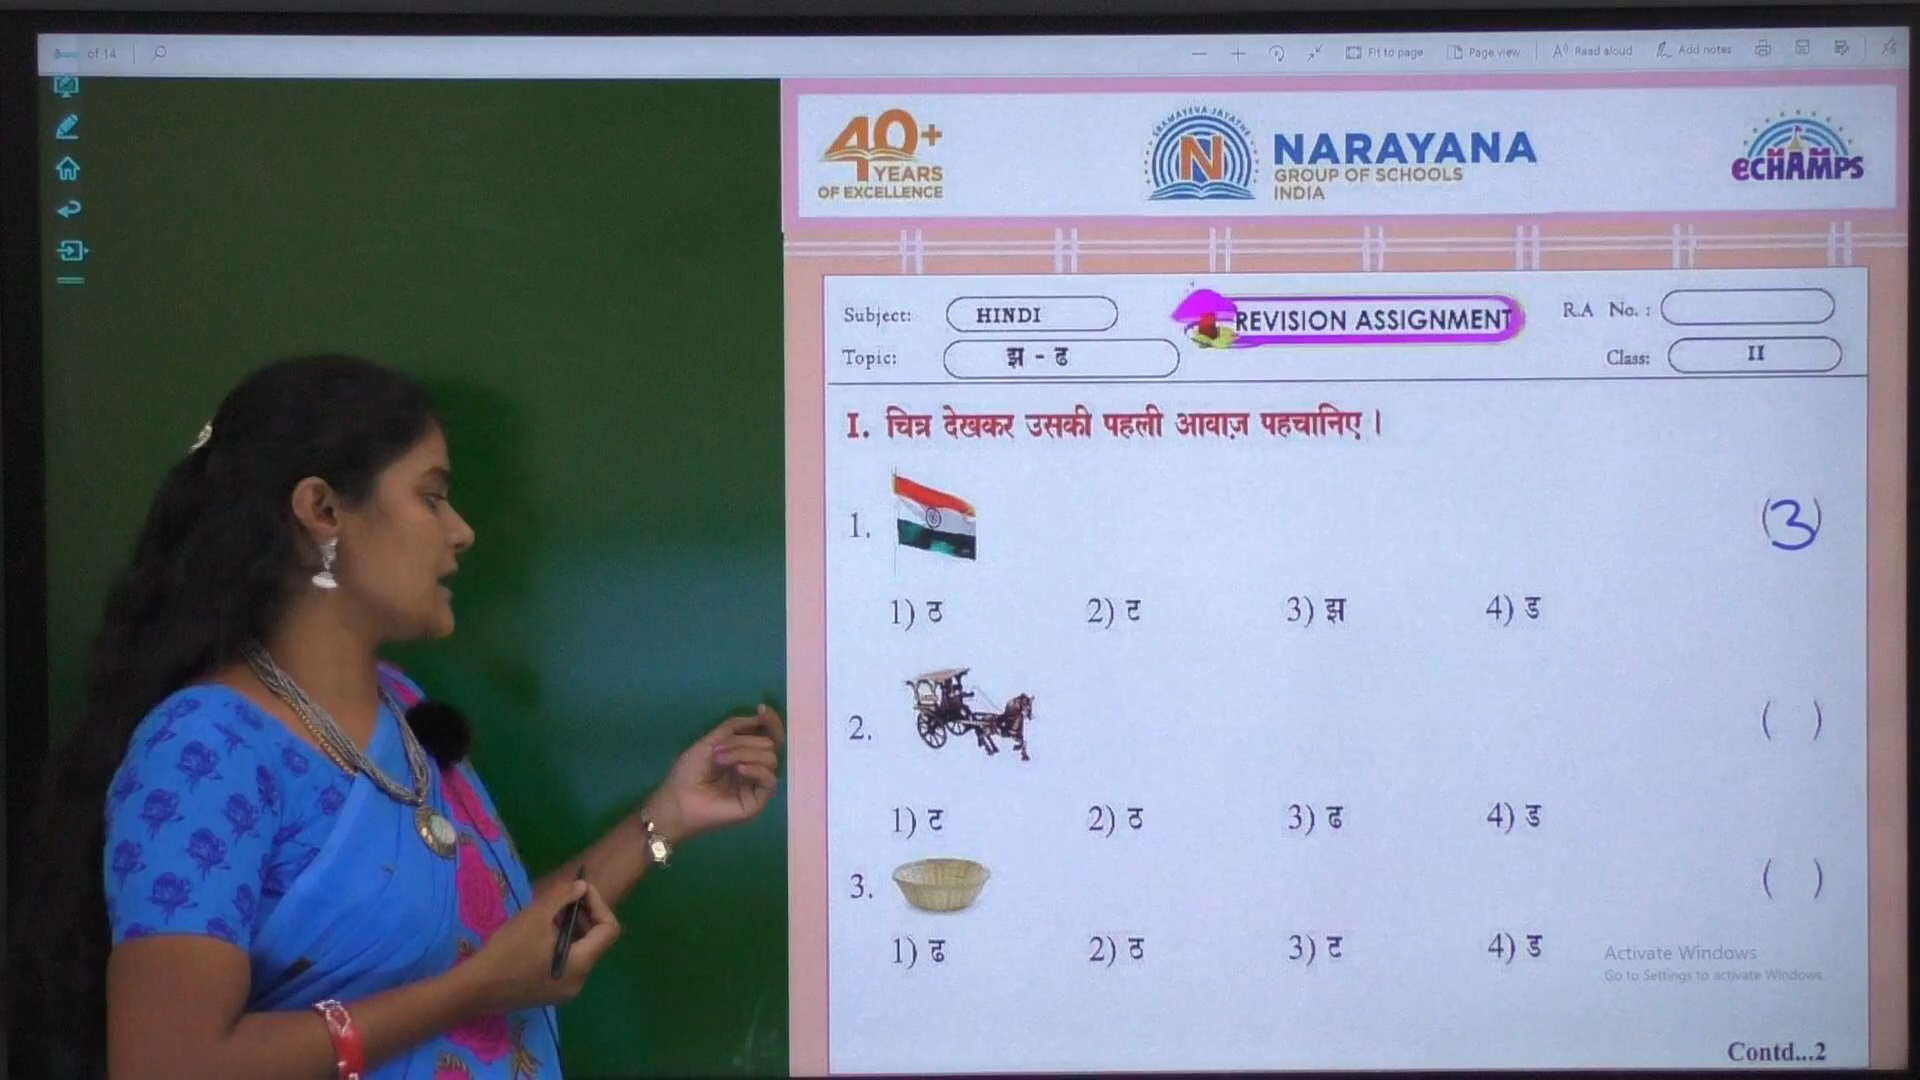 of 14
Fit to page
Page view
Read aloud
Add notes
40+
YEARS
OF EXCELLENCE
SHRAMAYEVA JAYATHE
N
NARAYANA
GROUP OF SCHOOLS
INDIA
eCHAMPS
Subject: HINDI
REVISION ASSIGNMENT
R.A No. :
Topic: झ - ढ
Class: II
I. चित्र देखकर उसकी पहली आवाज़ पहचानिए ।
1. (3)
1) ठ 2) ट 3) झ 4) ड
2. ( )
1) ट 2) ठ 3) ढ 4) ड
3. ( )
1) ढ 2) ठ 3) ट 4) ड
Activate Windows
Go to Settings to activate Windows.
Contd...2